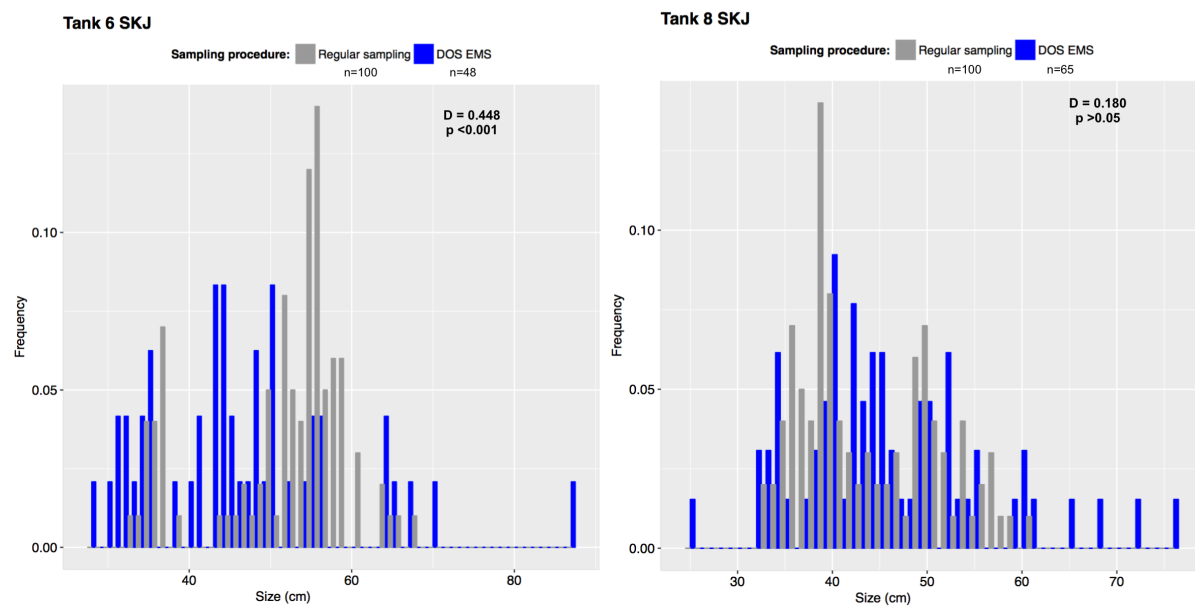 Tank 6 SKJ
Sampling procedure: Regular sampling DOS EMS
n=100 n=48
D = 0.448
p <0.001
0.10
0.05
0.00
Frequency
40 60 80
Size (cm)
Tank 8 SKJ
Sampling procedure: Regular sampling DOS EMS
n=100 n=65
D = 0.180
p >0.05
0.10
0.05
0.00
Frequency
30 40 50 60 70
Size (cm)